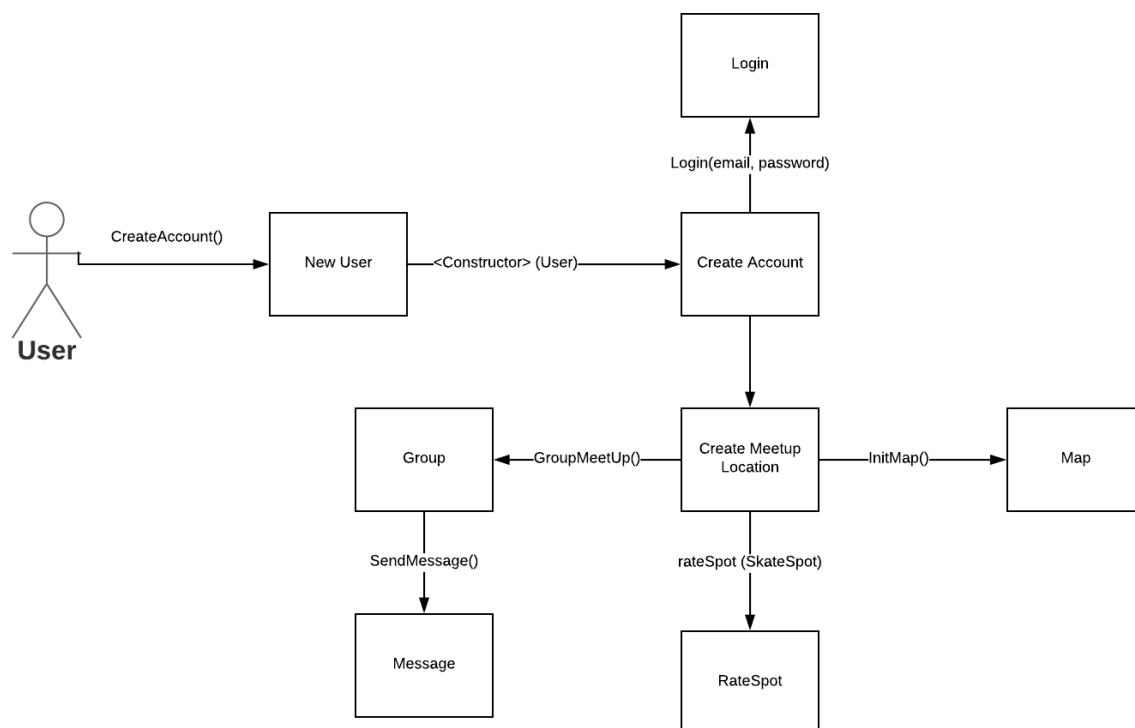 Login
Login(email, password)
CreateAccount()
New User
<Constructor> (User)
Create Account
User
Group
GroupMeetUp()
Create Meetup
Location
InitMap()
Map
SendMessage()
rateSpot (SkateSpot)
Message
RateSpot